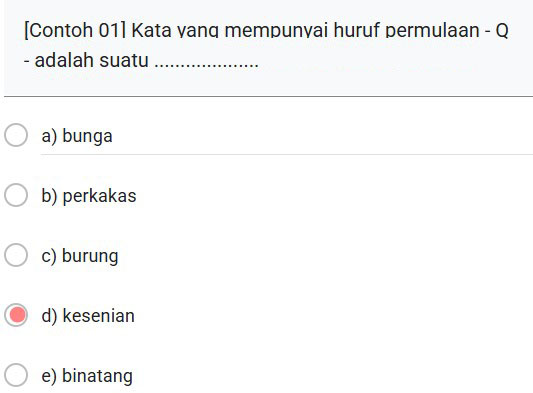 [Contoh 01] Kata yang mempunyai huruf permulaan - Q
- adalah suatu ....................
a) bunga
b) perkakas
c) burung
d) kesenian
e) binatang